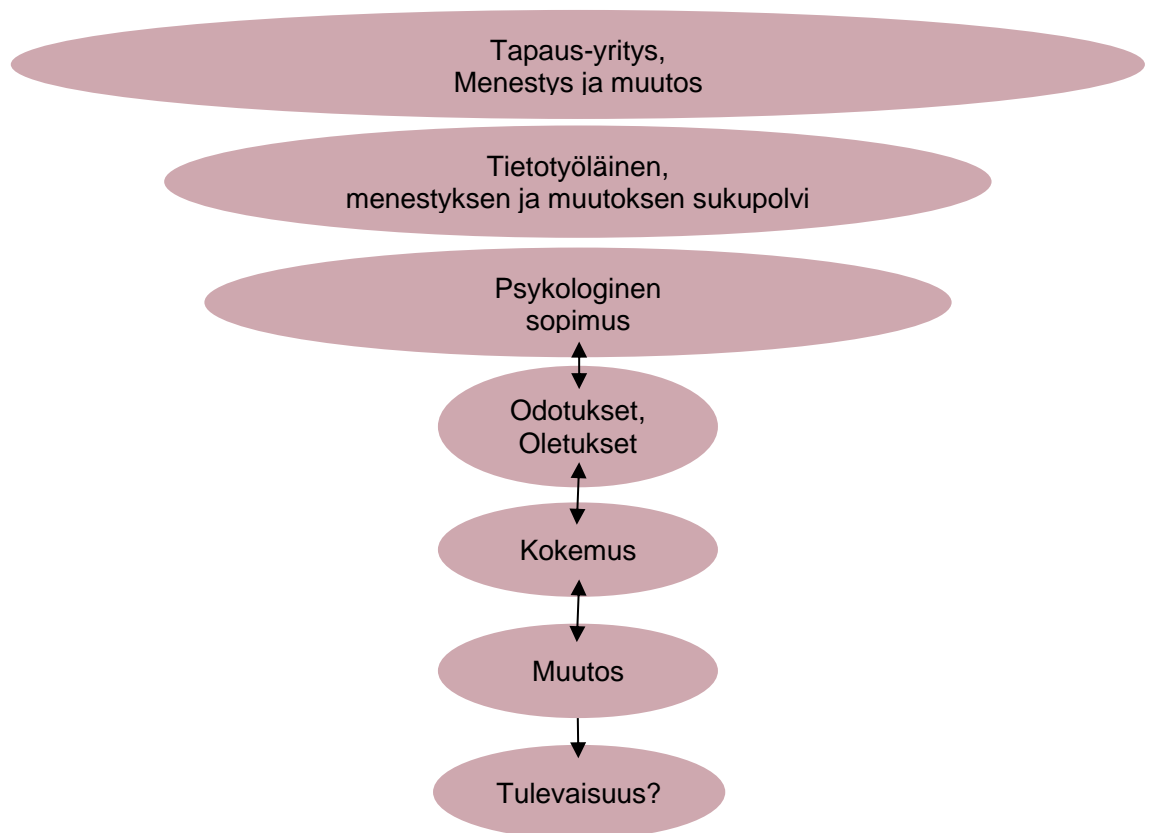 Tapaus-yritys,
Menestys ja muutos
Tietotyöläinen,
menestyksen ja muutoksen sukupolvi
Psykologinen
sopimus
Odotukset,
Oletukset
Kokemus
Muutos
Tulevaisuus?